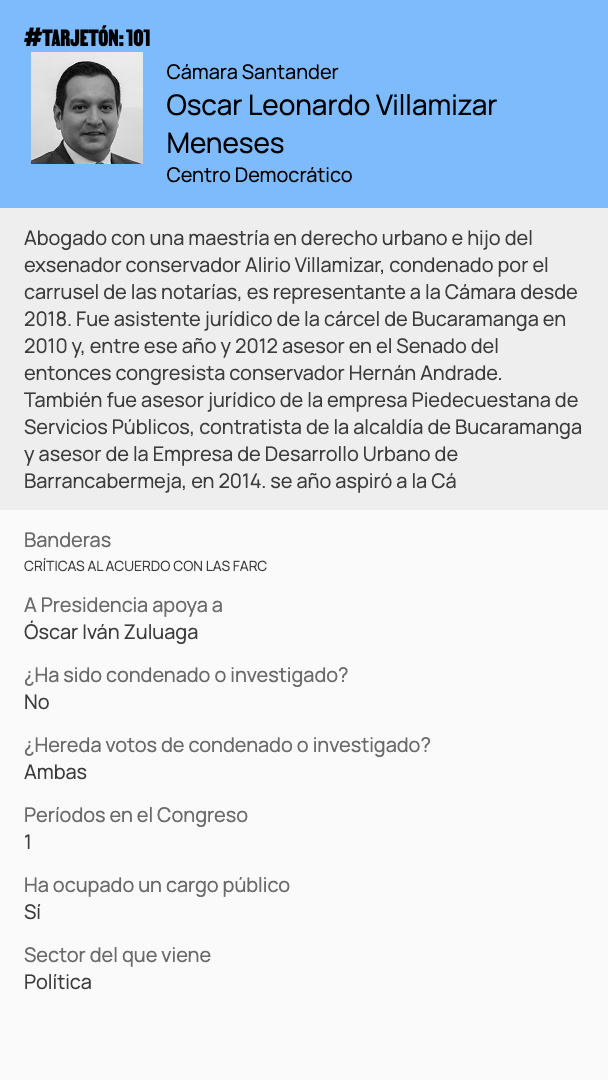 #TARJETÓN: 101
Cámara Santander
Oscar Leonardo Villamizar
Meneses
Centro Democrático
Abogado con una maestría en derecho urbano e hijo del
exsenador conservador Alirio Villamizar, condenado por el
carrusel de las notarías, es representante a la Cámara desde
2018. Fue asistente jurídico de la cárcel de Bucaramanga en
2010 y, entre ese año y 2012 asesor en el Senado del
entonces congresista conservador Hernán Andrade.
También fue asesor jurídico de la empresa Piedecuestana de
Servicios Públicos, contratista de la alcaldía de Bucaramanga
y asesor de la Empresa de Desarrollo Urbano de
Barrancabermeja, en 2014. se año aspiró a la Cá
Banderas
CRÍTICAS AL ACUERDO CON LAS FARC
A Presidencia apoya a
Óscar Iván Zuluaga
¿Ha sido condenado o investigado?
No
¿Hereda votos de condenado o investigado?
Ambas
Períodos en el Congreso
1
Ha ocupado un cargo público
Sí
Sector del que viene
Política